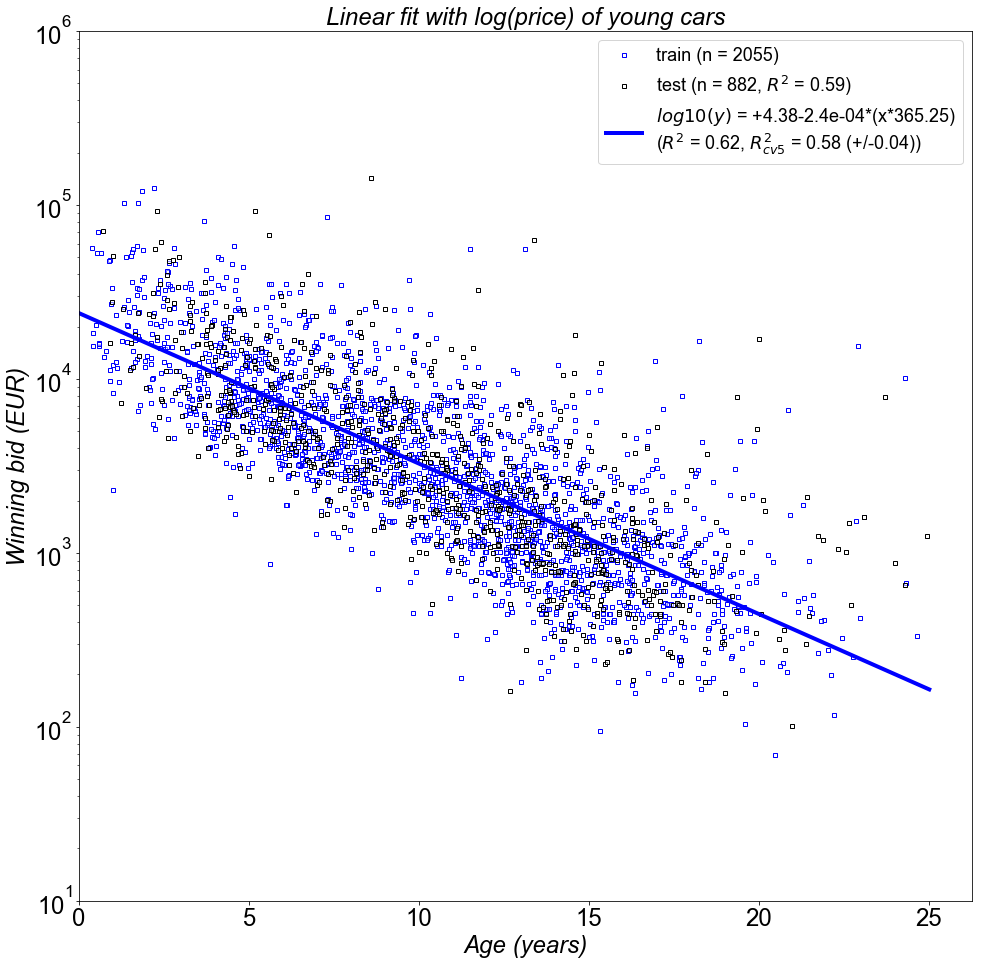 Linear fit with log(price) of young cars
train (n = 2055)
test (n = 882, R² = 0.59)
log10(y) = +4.38-2.4e-04*(x*365.25)
(R² = 0.62, R²cv5 = 0.58 (+/-0.04))
Winning bid (EUR)
10⁶
10⁵
10⁴
10³
10²
10¹
0 5 10 15 20 25
Age (years)